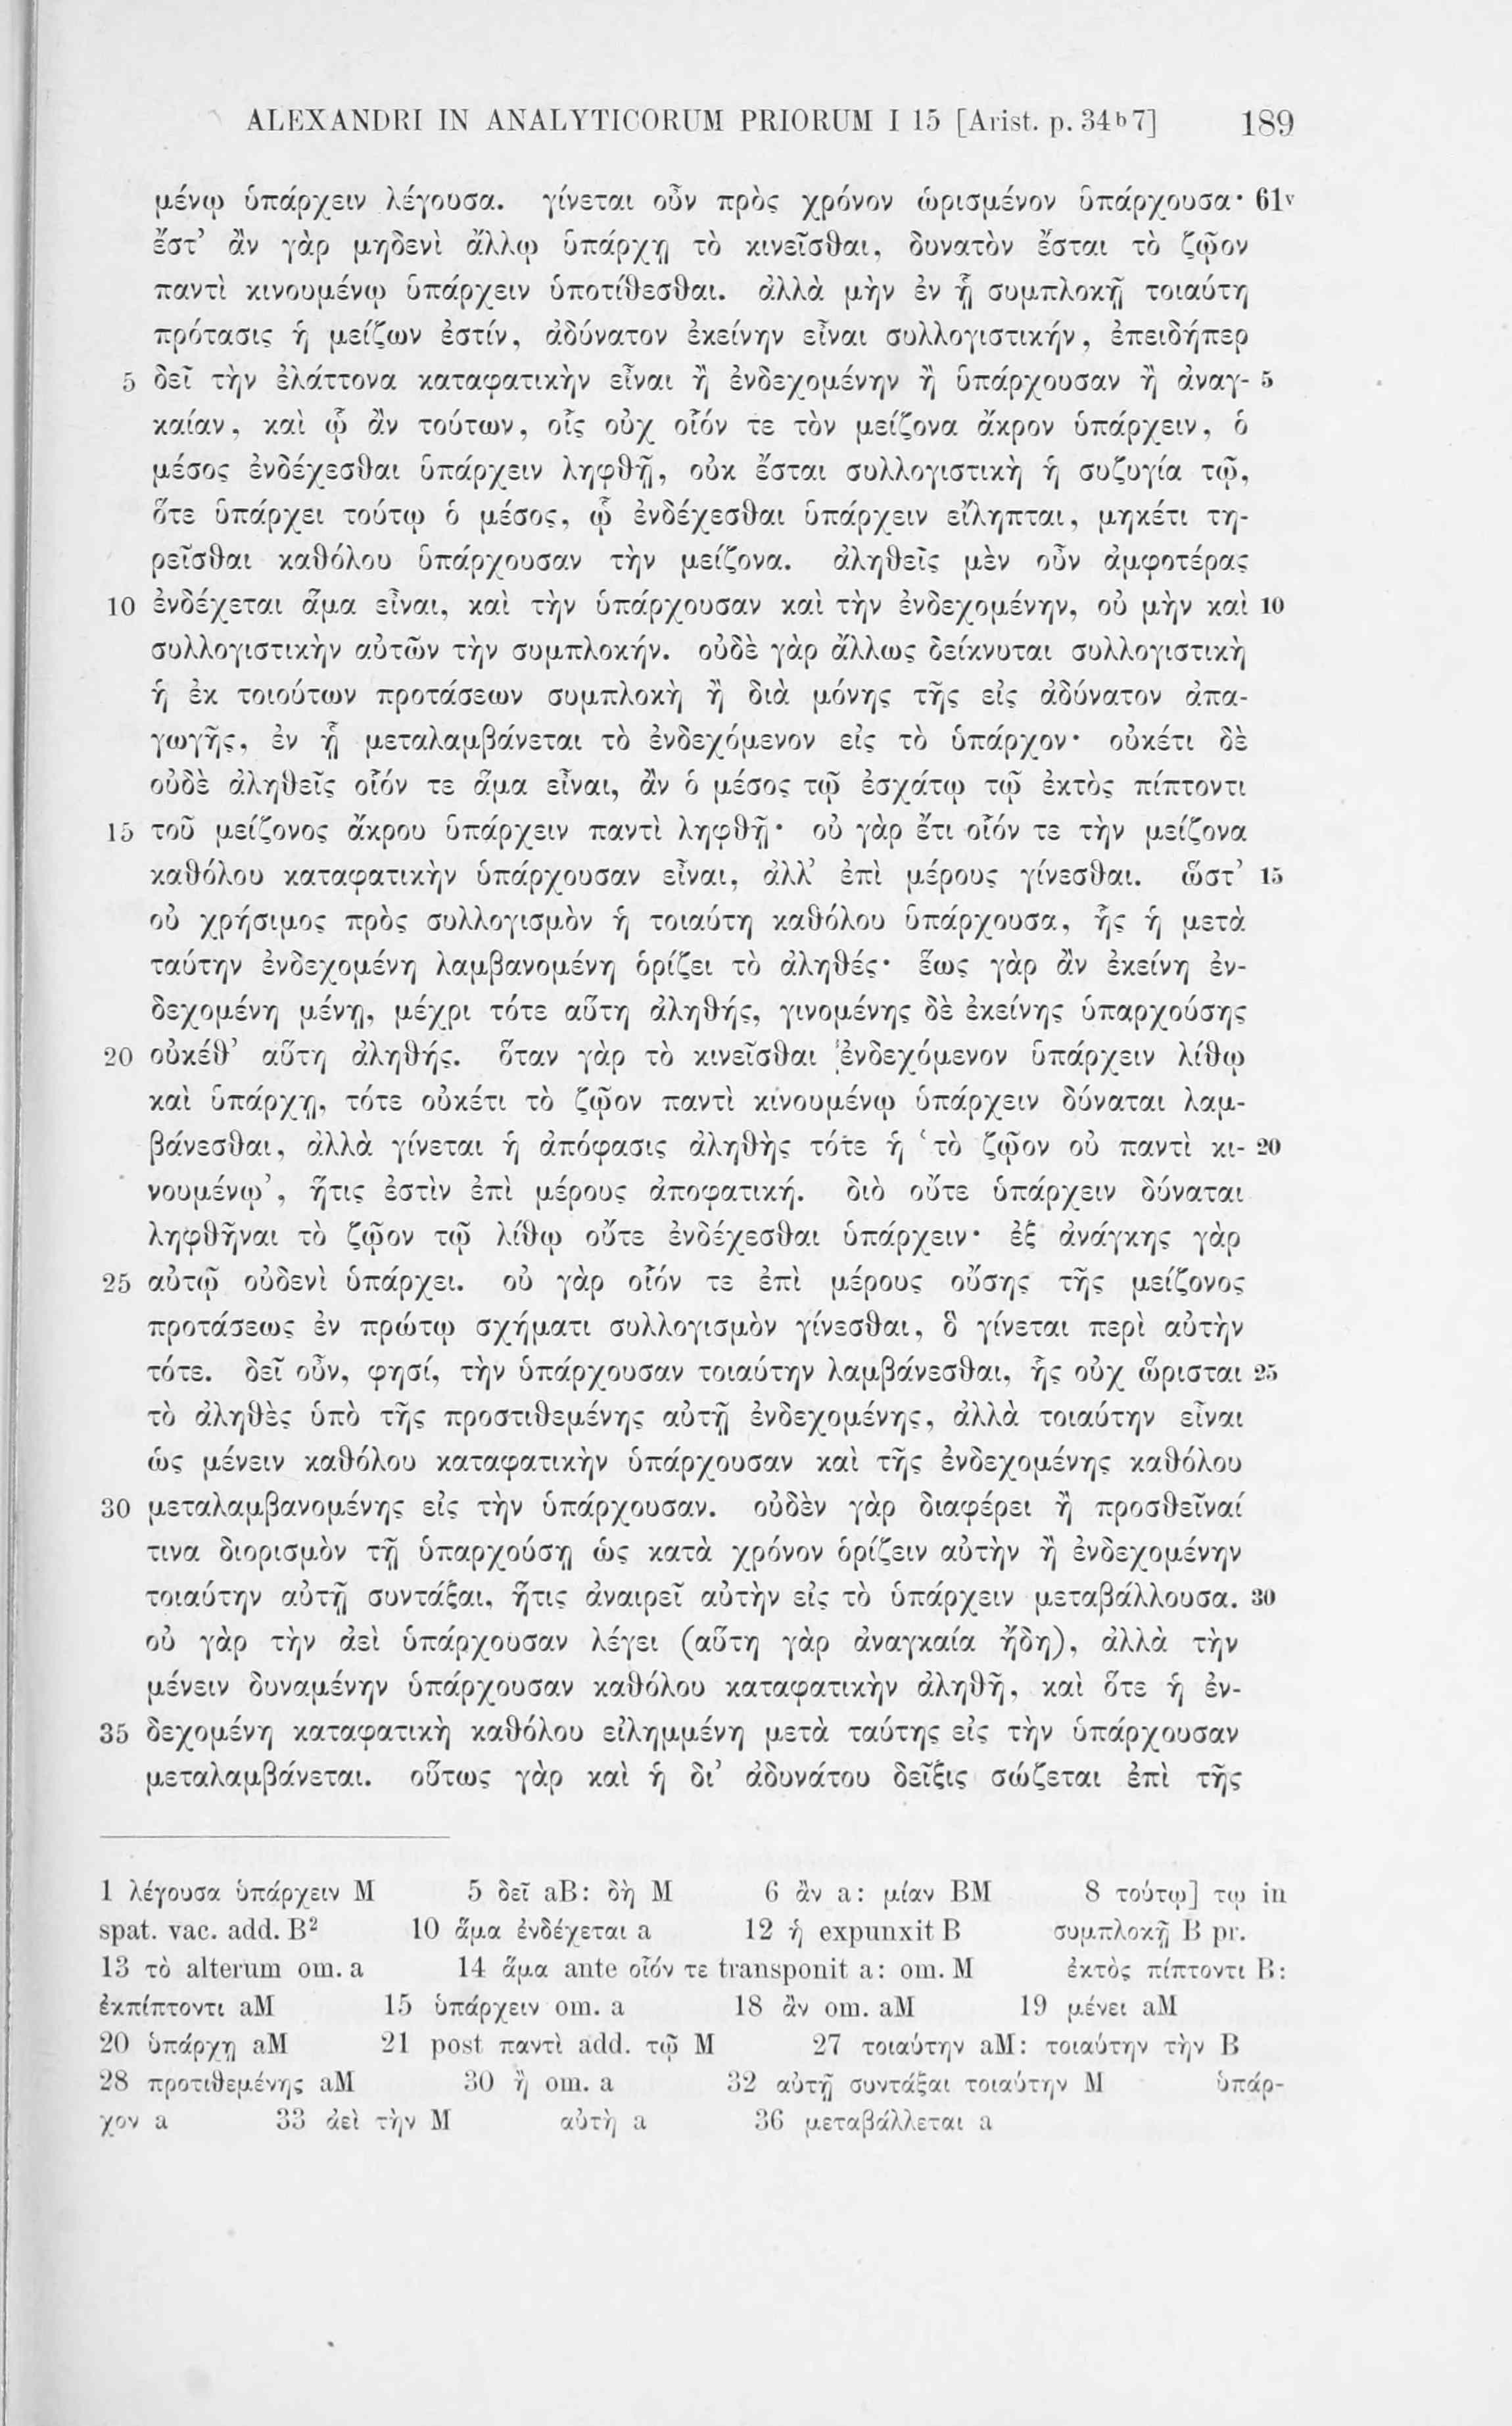 ALEXANDRI IN ANALYTICORUM PRIORUM I 15 [Arist. p. 34ᵇ7] 189
μένῳ ὑπάρχειν λέγουσα. γίνεται οὖν πρὸς χρόνον ὡρισμένον ὑπάρχουσα· 61ᵛ
ἔστ’ ἂν γὰρ μηδενὶ ἄλλῳ ὑπάρχῃ τὸ κινεῖσθαι, δυνατὸν ἔσται τὸ ζῷον
παντὶ κινουμένῳ ὑπάρχειν ὑποτίθεσθαι. ἀλλὰ μὴν ἐν ᾗ συμπλοκῇ τοιαύτη
πρότασις ἡ μείζων ἐστίν, ἀδύνατον ἐκείνην εἶναι συλλογιστικήν, ἐπειδήπερ
5 δεῖ τὴν ἐλάττονα καταφατικὴν εἶναι ἢ ἐνδεχομένην ἢ ὑπάρχουσαν ἢ ἀναγ- 5
καίαν, καὶ ᾧ ἂν τούτων, οἷς οὐχ οἷόν τε τὸν μείζονα ἄκρον ὑπάρχειν, ὁ
μέσος ἐνδέχεσθαι ὑπάρχειν ληφθῇ, οὐκ ἔσται συλλογιστικὴ ἡ συζυγία τῷ,
ὅτε ὑπάρχει τούτῳ ὁ μέσος, ᾧ ἐνδέχεσθαι ὑπάρχειν εἴληπται, μηκέτι τη-
ρεῖσθαι καθόλου ὑπάρχουσαν τὴν μείζονα. ἀληθεῖς μὲν οὖν ἀμφοτέρας
10 ἐνδέχεται ἅμα εἶναι, καὶ τὴν ὑπάρχουσαν καὶ τὴν ἐνδεχομένην, οὐ μὴν καὶ 10
συλλογιστικὴν αὐτῶν τὴν συμπλοκήν. οὐδὲ γὰρ ἄλλως δείκνυται συλλογιστικὴ
ἡ ἐκ τοιούτων προτάσεων συμπλοκὴ ἢ διὰ μόνης τῆς εἰς ἀδύνατον ἀπα-
γωγῆς, ἐν ᾗ μεταλαμβάνεται τὸ ἐνδεχόμενον εἰς τὸ ὑπάρχον· οὐκέτι δὲ
οὐδὲ ἀληθεῖς οἷόν τε ἅμα εἶναι, ἂν ὁ μέσος τῷ ἐσχάτῳ τῷ ἐκτὸς πίπτοντι
15 τοῦ μείζονος ἄκρου ὑπάρχειν παντὶ ληφθῇ· οὐ γὰρ ἔτι οἷόν τε τὴν μείζονα
καθόλου καταφατικὴν ὑπάρχουσαν εἶναι, ἀλλ’ ἐπὶ μέρους γίνεσθαι. ὥστ’ 15
οὐ χρήσιμος πρὸς συλλογισμὸν ἡ τοιαύτη καθόλου ὑπάρχουσα, ἧς ἡ μετὰ
ταύτην ἐνδεχομένη λαμβανομένη ὁρίζει τὸ ἀληθές· ἕως γὰρ ἂν ἐκείνη ἐν-
δεχομένη μένῃ, μέχρι τότε αὕτη ἀληθής, γινομένης δὲ ἐκείνης ὑπαρχούσης
20 οὐκέθ’ αὕτη ἀληθής. ὅταν γὰρ τὸ κινεῖσθαι ἐνδεχόμενον ὑπάρχειν λίθῳ
καὶ ὑπάρχῃ, τότε οὐκέτι τὸ ζῷον παντὶ κινουμένῳ ὑπάρχειν δύναται λαμ-
βάνεσθαι, ἀλλὰ γίνεται ἡ ἀπόφασις ἀληθὴς τότε ἡ ‘τὸ ζῷον οὐ παντὶ κι- 20
νουμένῳ’, ἥτις ἐστὶν ἐπὶ μέρους ἀποφατική. διὸ οὔτε ὑπάρχειν δύναται
ληφθῆναι τὸ ζῷον τῷ λίθῳ οὔτε ἐνδέχεσθαι ὑπάρχειν· ἐξ ἀνάγκης γὰρ
25 αὐτῷ οὐδενὶ ὑπάρχει. οὐ γὰρ οἷόν τε ἐπὶ μέρους οὔσης τῆς μείζονος
προτάσεως ἐν πρώτῳ σχήματι συλλογισμὸν γίνεσθαι, ὃ γίνεται περὶ αὐτὴν
τότε. δεῖ οὖν, φησί, τὴν ὑπάρχουσαν τοιαύτην λαμβάνεσθαι, ἧς οὐχ ὥρισται 25
τὸ ἀληθὲς ὑπὸ τῆς προστιθεμένης αὐτῇ ἐνδεχομένης, ἀλλὰ τοιαύτην εἶναι
ὡς μένειν καθόλου καταφατικὴν ὑπάρχουσαν καὶ τῆς ἐνδεχομένης καθόλου
30 μεταλαμβανομένης εἰς τὴν ὑπάρχουσαν. οὐδὲν γὰρ διαφέρει ἢ προσθεῖναί
τινα διορισμὸν τῇ ὑπαρχούσῃ ὡς κατὰ χρόνον ὁρίζειν αὐτὴν ἢ ἐνδεχομένην
τοιαύτην αὐτῇ συντάξαι, ἥτις ἀναιρεῖ αὐτὴν εἰς τὸ ὑπάρχειν μεταβάλλουσα. 30
οὐ γὰρ τὴν ἀεὶ ὑπάρχουσαν λέγει (αὕτη γὰρ ἀναγκαία ἤδη), ἀλλὰ τὴν
μένειν δυναμένην ὑπάρχουσαν καθόλου καταφατικὴν ἀληθῆ, καὶ ὅτε ἡ ἐν-
35 δεχομένη καταφατικὴ καθόλου εἰλημμένη μετὰ ταύτης εἰς τὴν ὑπάρχουσαν
μεταλαμβάνεται. οὕτως γὰρ καὶ ἡ δι’ ἀδυνάτου δεῖξις σώζεται ἐπὶ τῆς
1 λέγουσα ὑπάρχειν M 5 δεῖ aB: δὴ M 6 ἂν a: μίαν BM 8 τούτῳ] τῳ in
spat. vac. add. B² 10 ἅμα ἐνδέχεται a 12 ἡ expunxit B συμπλοκῇ B pr.
13 τὸ alterum om. a 14 ἅμα ante οἷόν τε transponit a: om. M ἐκτὸς πίπτοντι B:
ἐκπίπτοντι aM 15 ὑπάρχειν om. a 18 ἂν om. aM 19 μένει aM
20 ὑπάρχῃ aM 21 post παντὶ add. τῷ M 27 τοιαύτην aM: τοιαύτην τὴν B
28 προτιθεμένης aM 30 ἢ om. a 32 αὐτῇ συντάξαι τοιαύτην M ὑπάρ-
χον a 33 ἀεὶ τὴν M αὐτὴ a 36 μεταβάλλεται a